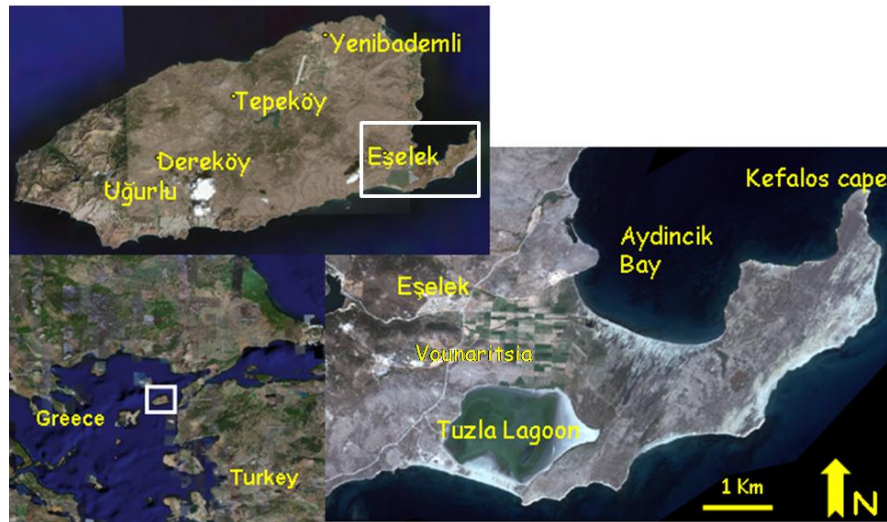 Yenibademli
Tepeköy
Dereköy
Eşelek
Uğurlu
Kefalos cape
Aydincik
Bay
Eşelek
Vounaritsia
Greece
Tuzla Lagoon
Turkey
1 Km
N